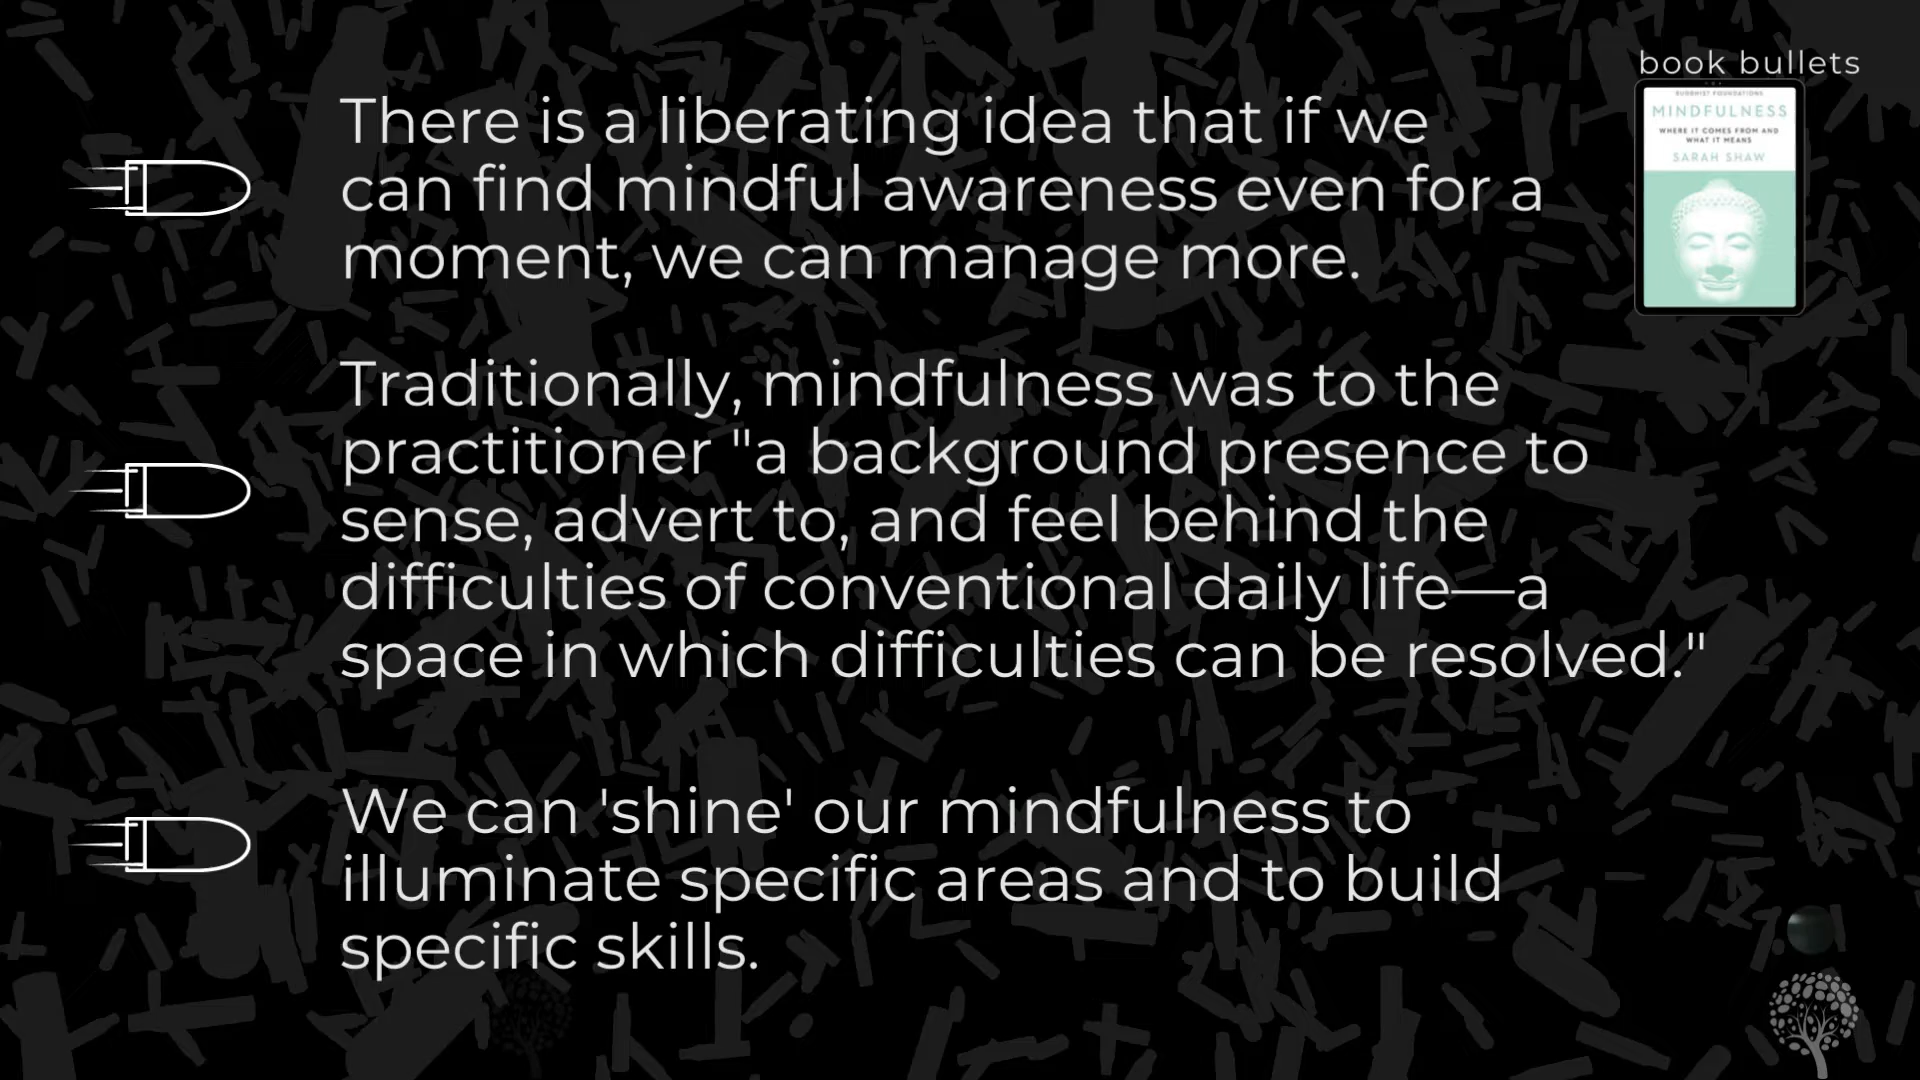 book bullets
BUDDHIST FOUNDATIONS
MINDFULNESS
WHERE IT COMES FROM AND
WHAT IT MEANS
SARAH SHAW
There is a liberating idea that if we
can find mindful awareness even for a
moment, we can manage more.
Traditionally, mindfulness was to the
practitioner "a background presence to
sense, advert to, and feel behind the
difficulties of conventional daily life—a
space in which difficulties can be resolved."
We can 'shine' our mindfulness to
illuminate specific areas and to build
specific skills.